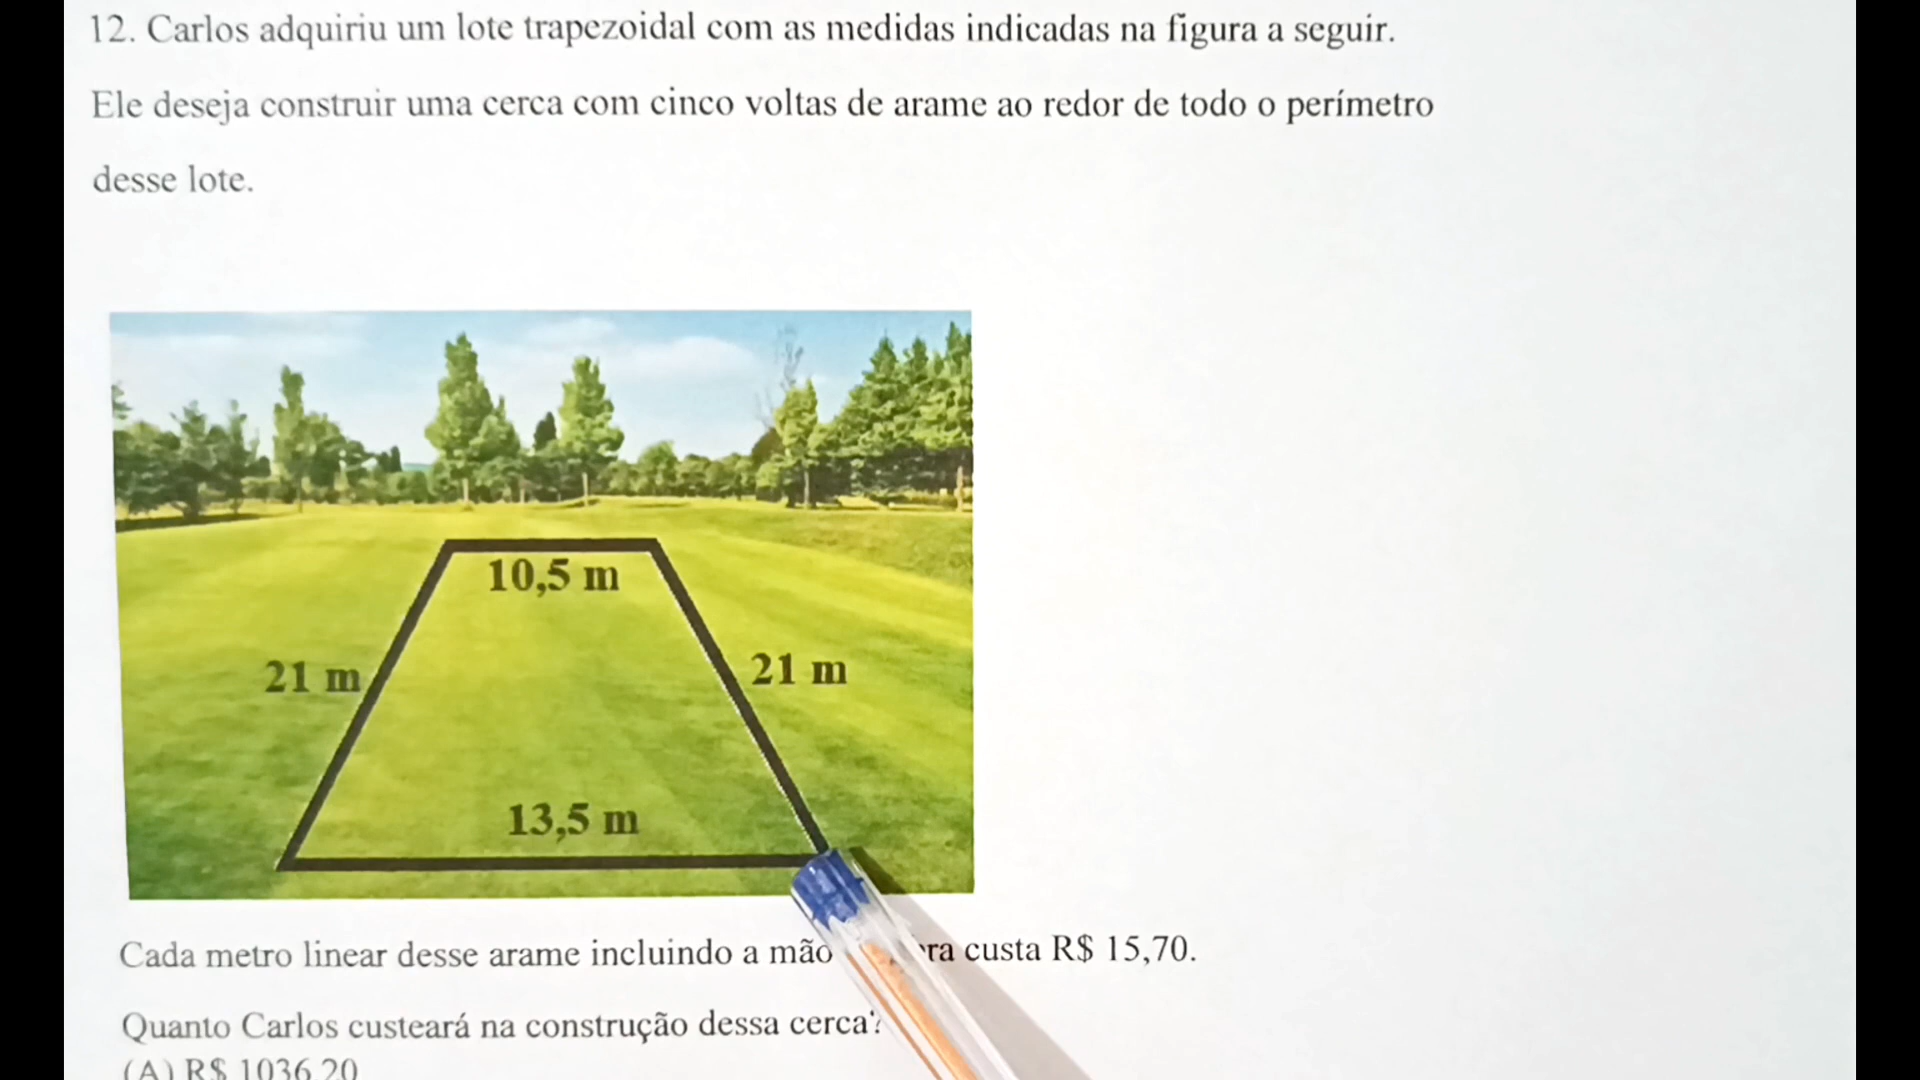 12. Carlos adquiriu um lote trapezoidal com as medidas indicadas na figura a seguir.
Ele deseja construir uma cerca com cinco voltas de arame ao redor de todo o perímetro
desse lote.
10,5 m
21 m
21 m
13,5 m
Cada metro linear desse arame incluindo a mão custa R$ 15,70.
Quanto Carlos custeará na construção dessa cerca?
(A) R$ 1036,20